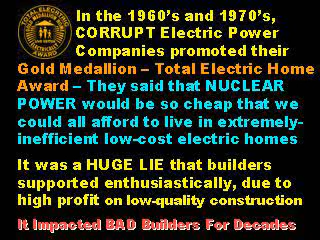 TOTAL ELECTRIC
AWARD
In the 1960's and 1970's,
CORRUPT Electric Power
Companies promoted their
Gold Medallion – Total Electric Home
Award – They said that NUCLEAR
POWER would be so cheap that we
could all afford to live in extremely-
inefficient low-cost electric homes
It was a HUGE LIE that builders
supported enthusiastically, due to
high profit on low-quality construction
It Impacted BAD Builders For Decades